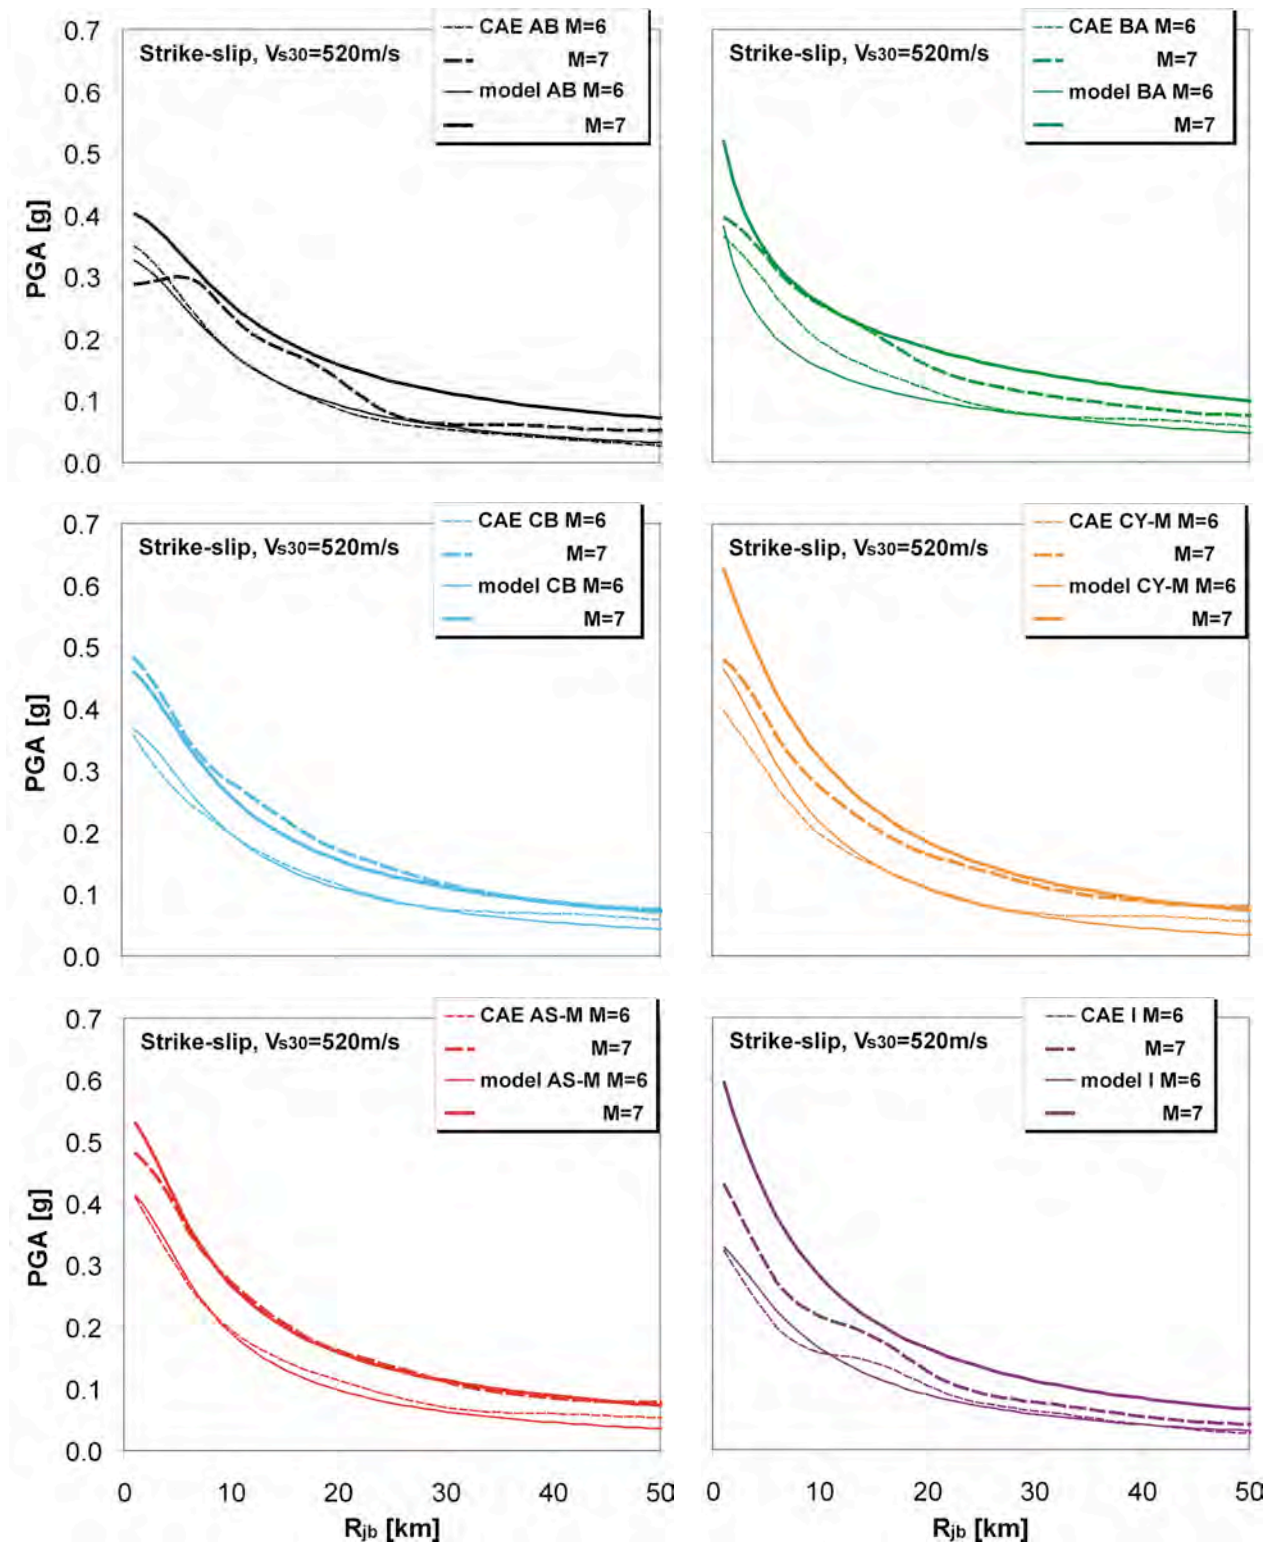 0.7
0.6
0.5
0.4
0.3
0.2
0.1
0.0
PGA [g]
Strike-slip, Vs30=520m/s
CAE AB M=6
M=7
model AB M=6
M=7
Strike-slip, Vs30=520m/s
CAE BA M=6
M=7
model BA M=6
M=7
0.7
0.6
0.5
0.4
0.3
0.2
0.1
0.0
PGA [g]
Strike-slip, Vs30=520m/s
CAE CB M=6
M=7
model CB M=6
M=7
Strike-slip, Vs30=520m/s
CAE CY-M M=6
M=7
model CY-M M=6
M=7
0.7
0.6
0.5
0.4
0.3
0.2
0.1
0.0
PGA [g]
Strike-slip, Vs30=520m/s
CAE AS-M M=6
M=7
model AS-M M=6
M=7
0 10 20 30 40 50
Rjb [km]
Strike-slip, Vs30=520m/s
CAE I M=6
M=7
model I M=6
M=7
0 10 20 30 40 50
Rjb [km]